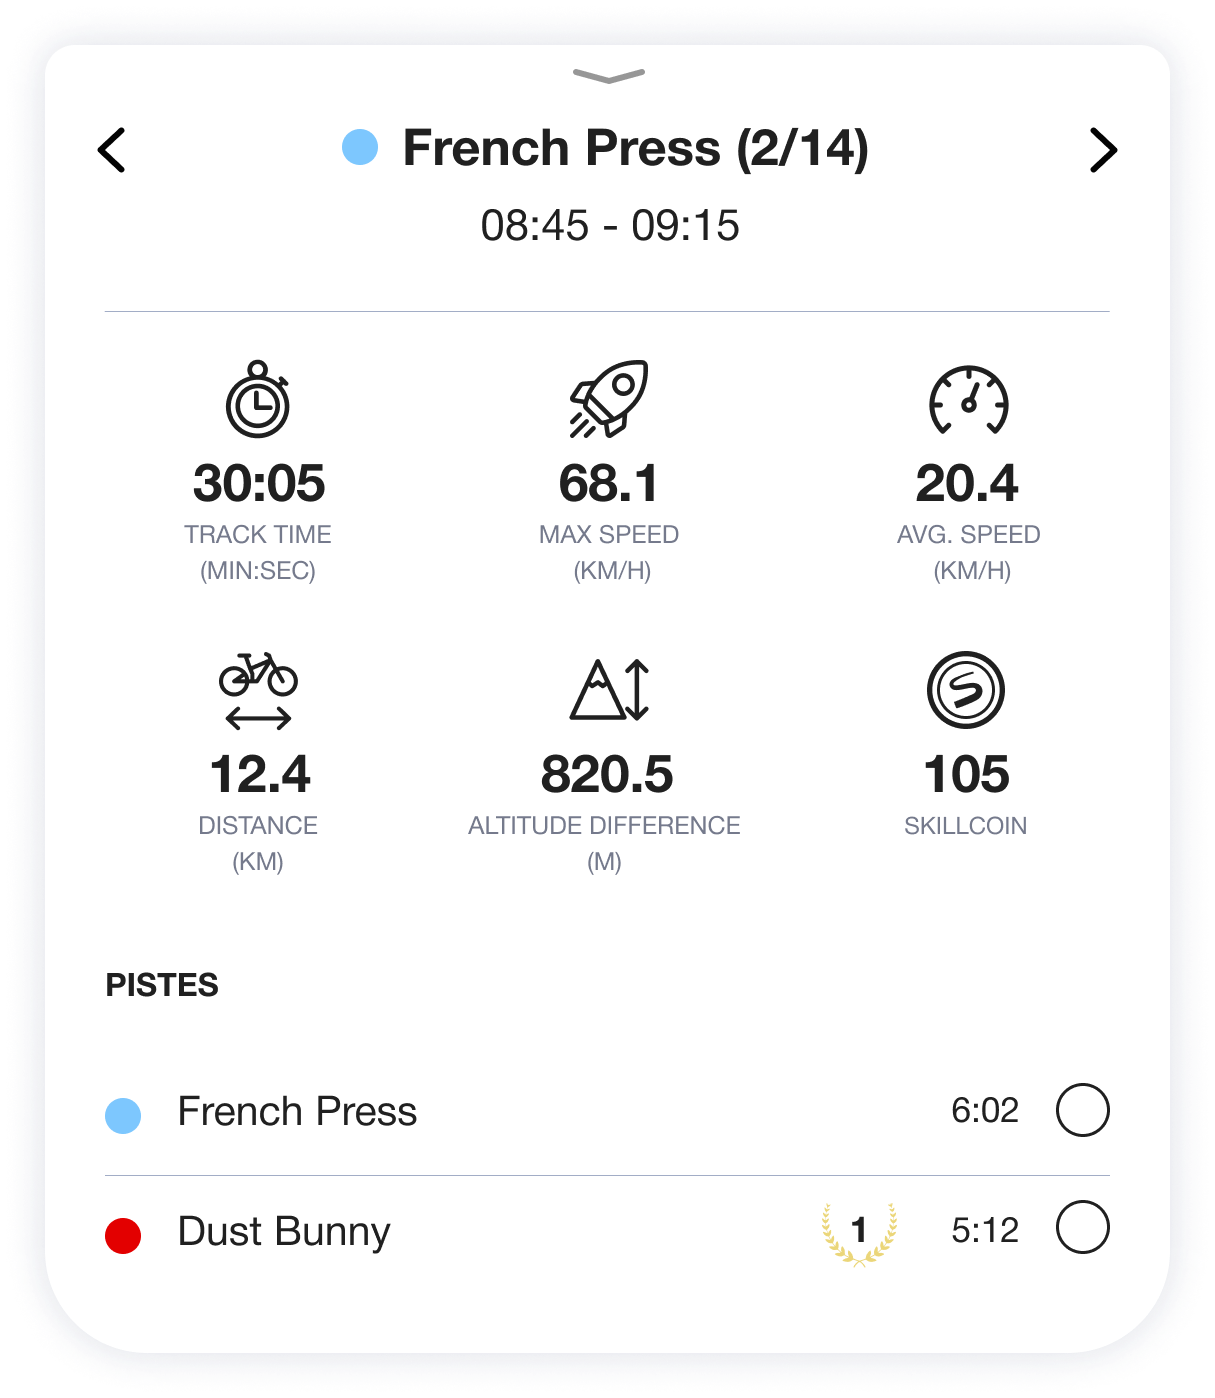 French Press (2/14)
08:45 - 09:15
30:05
TRACK TIME
(MIN:SEC)
68.1
MAX SPEED
(KM/H)
20.4
AVG. SPEED
(KM/H)
12.4
DISTANCE
(KM)
820.5
ALTITUDE DIFFERENCE
(M)
105
SKILLCOIN
PISTES
French Press 6:02
Dust Bunny 1 5:12